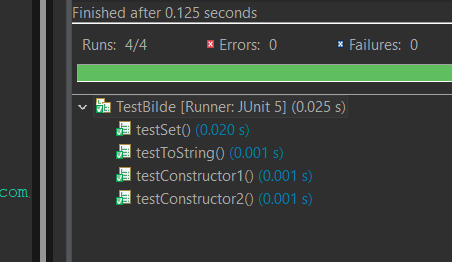 Finished after 0.125 seconds
Runs: 4/4 Errors: 0 Failures: 0
TestBilde [Runner: JUnit 5] (0.025 s)
testSet() (0.020 s)
testToString() (0.001 s)
testConstructor1() (0.001 s)
com
testConstructor2() (0.001 s)